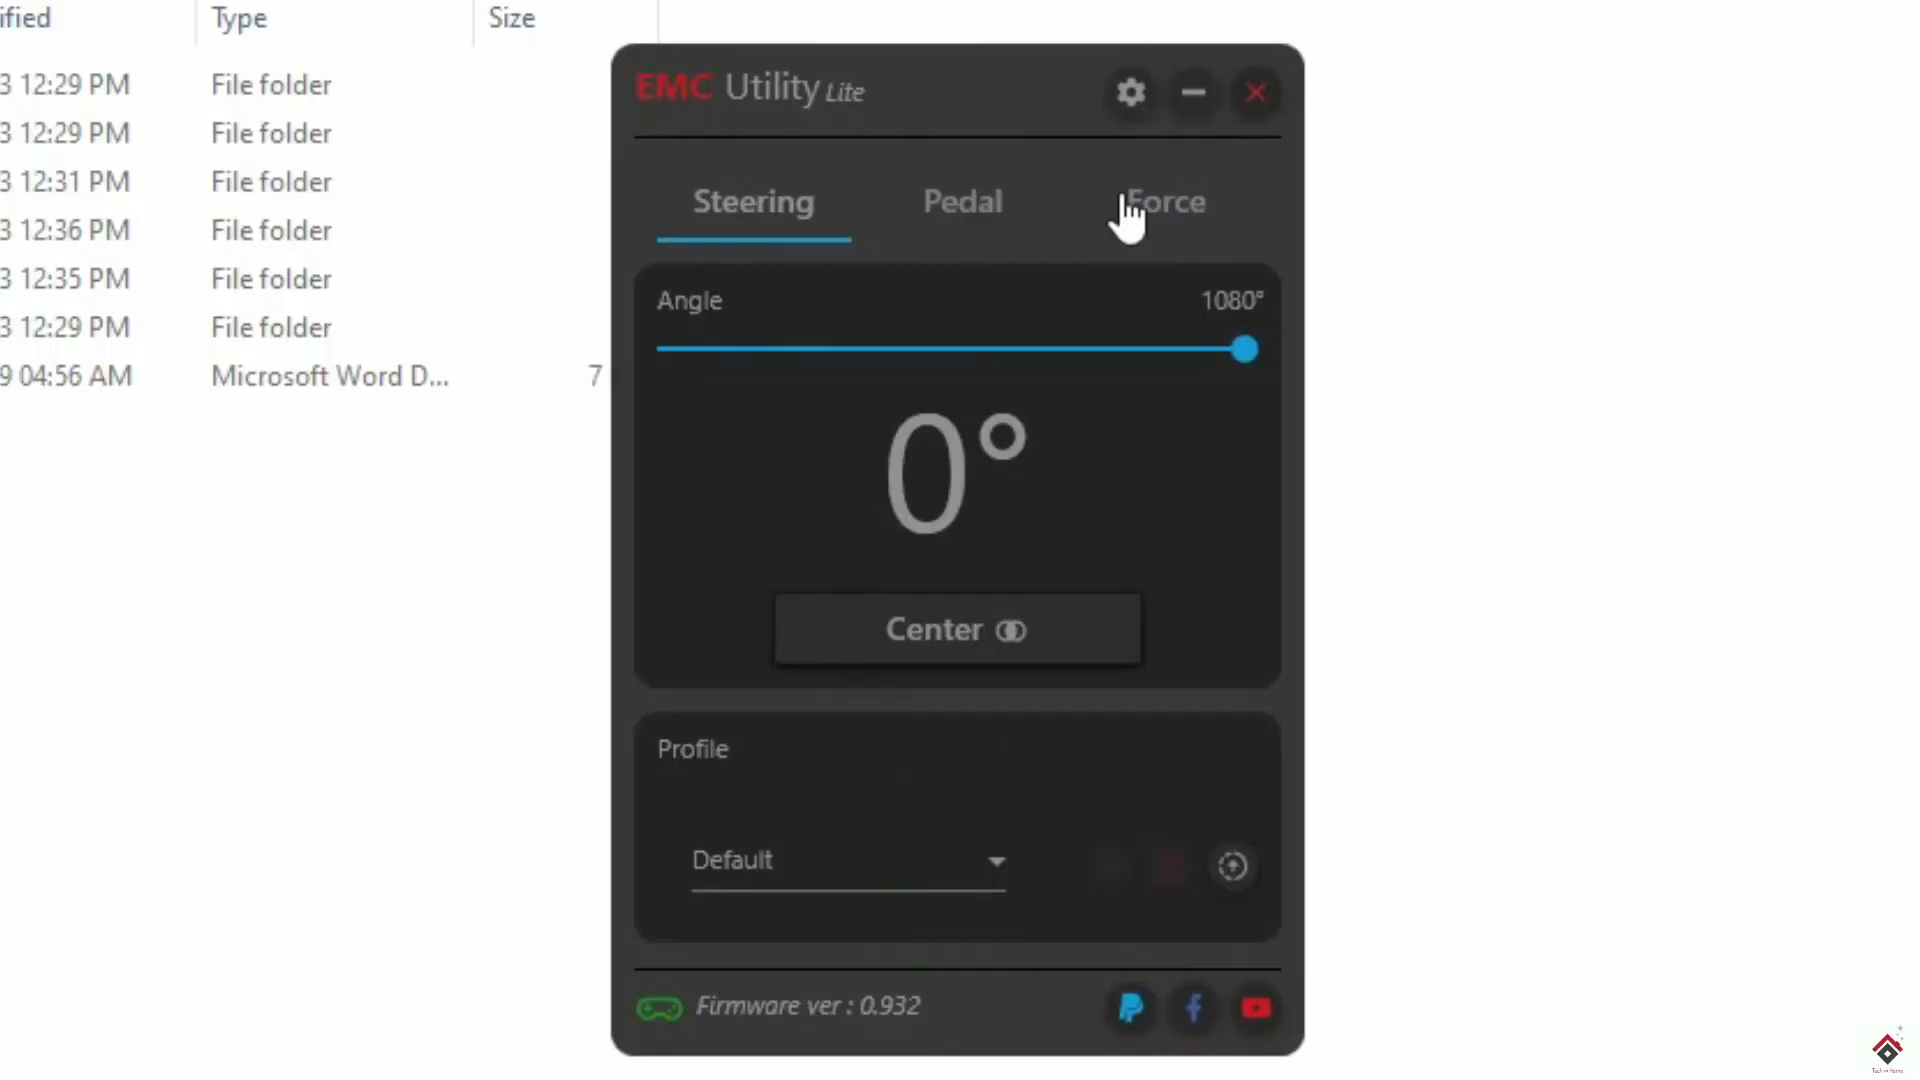 ified Type Size
3 12:29 PM File folder
3 12:29 PM File folder
3 12:31 PM File folder
3 12:36 PM File folder
3 12:35 PM File folder
3 12:29 PM File folder
9 04:56 AM Microsoft Word D... 7
EMC Utility Lite
Steering Pedal Force
Angle 1080°
0°
Center
Profile
Default
Firmware ver : 0.932